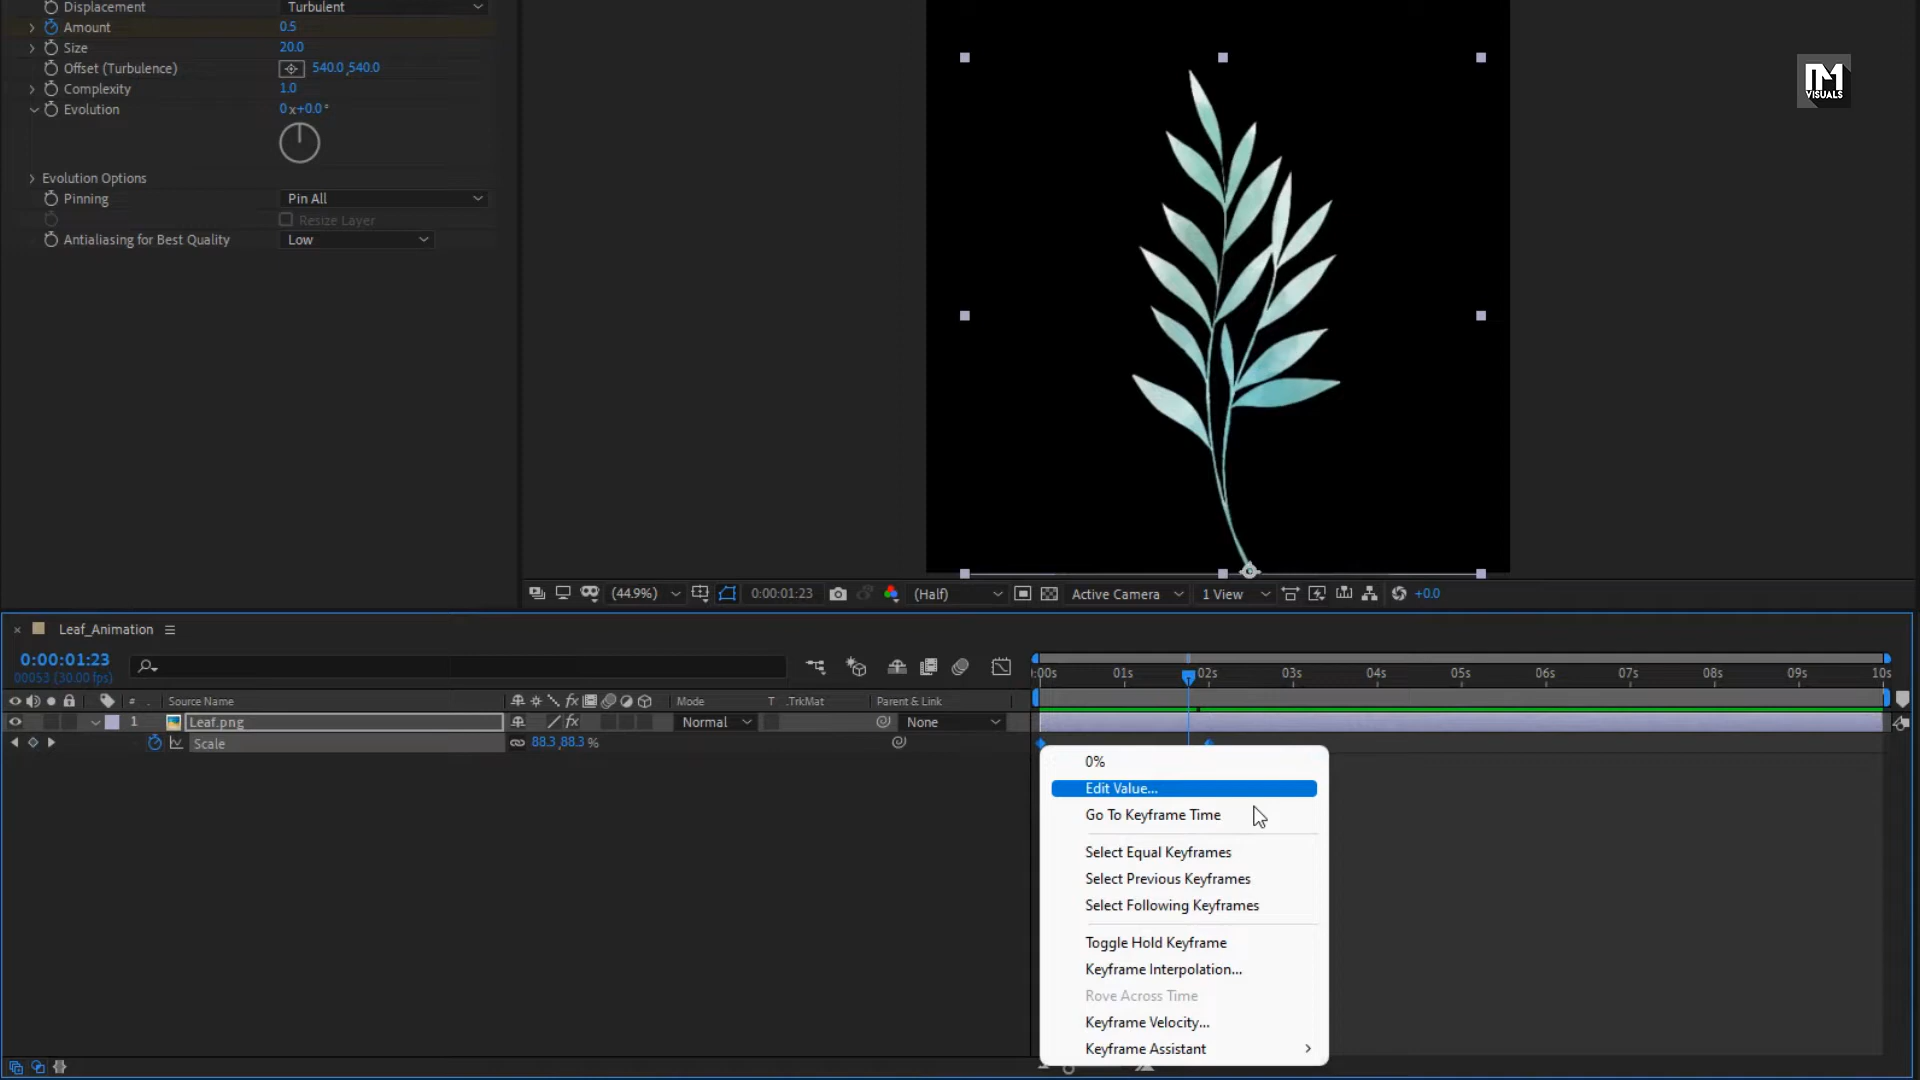 Displacement Turbulent
Amount 0.5
Size 20.0
Offset (Turbulence) 540.0,540.0
Complexity 1.0
Evolution 0x+0.0°
Evolution Options
Pinning Pin All
Resize Layer
Antialiasing for Best Quality Low
VISUALS
(44.9%) 0:00:01:23 (Half) Active Camera 1 View +0.0
Leaf_Animation
0:00:01:23
00053 (30.00 fps)
:00s 01s 02s 03s 04s 05s 06s 07s 08s 09s 10s
# Source Name Mode T .TrkMat Parent & Link
1 Leaf.png Normal None
Scale 88.3,88.3 %
0%
Edit Value...
Go To Keyframe Time
Select Equal Keyframes
Select Previous Keyframes
Select Following Keyframes
Toggle Hold Keyframe
Keyframe Interpolation...
Rove Across Time
Keyframe Velocity...
Keyframe Assistant